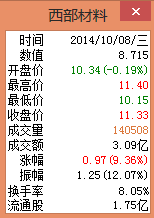 西部材料
时间 2014/10/08/三
数值 8.715
开盘价 10.34(-0.19%)
最高价 11.40
最低价 10.15
收盘价 11.33
成交量 140508
成交额 3.09亿
涨幅 0.97(9.36%)
振幅 1.25(12.07%)
换手率 8.05%
流通股 1.75亿